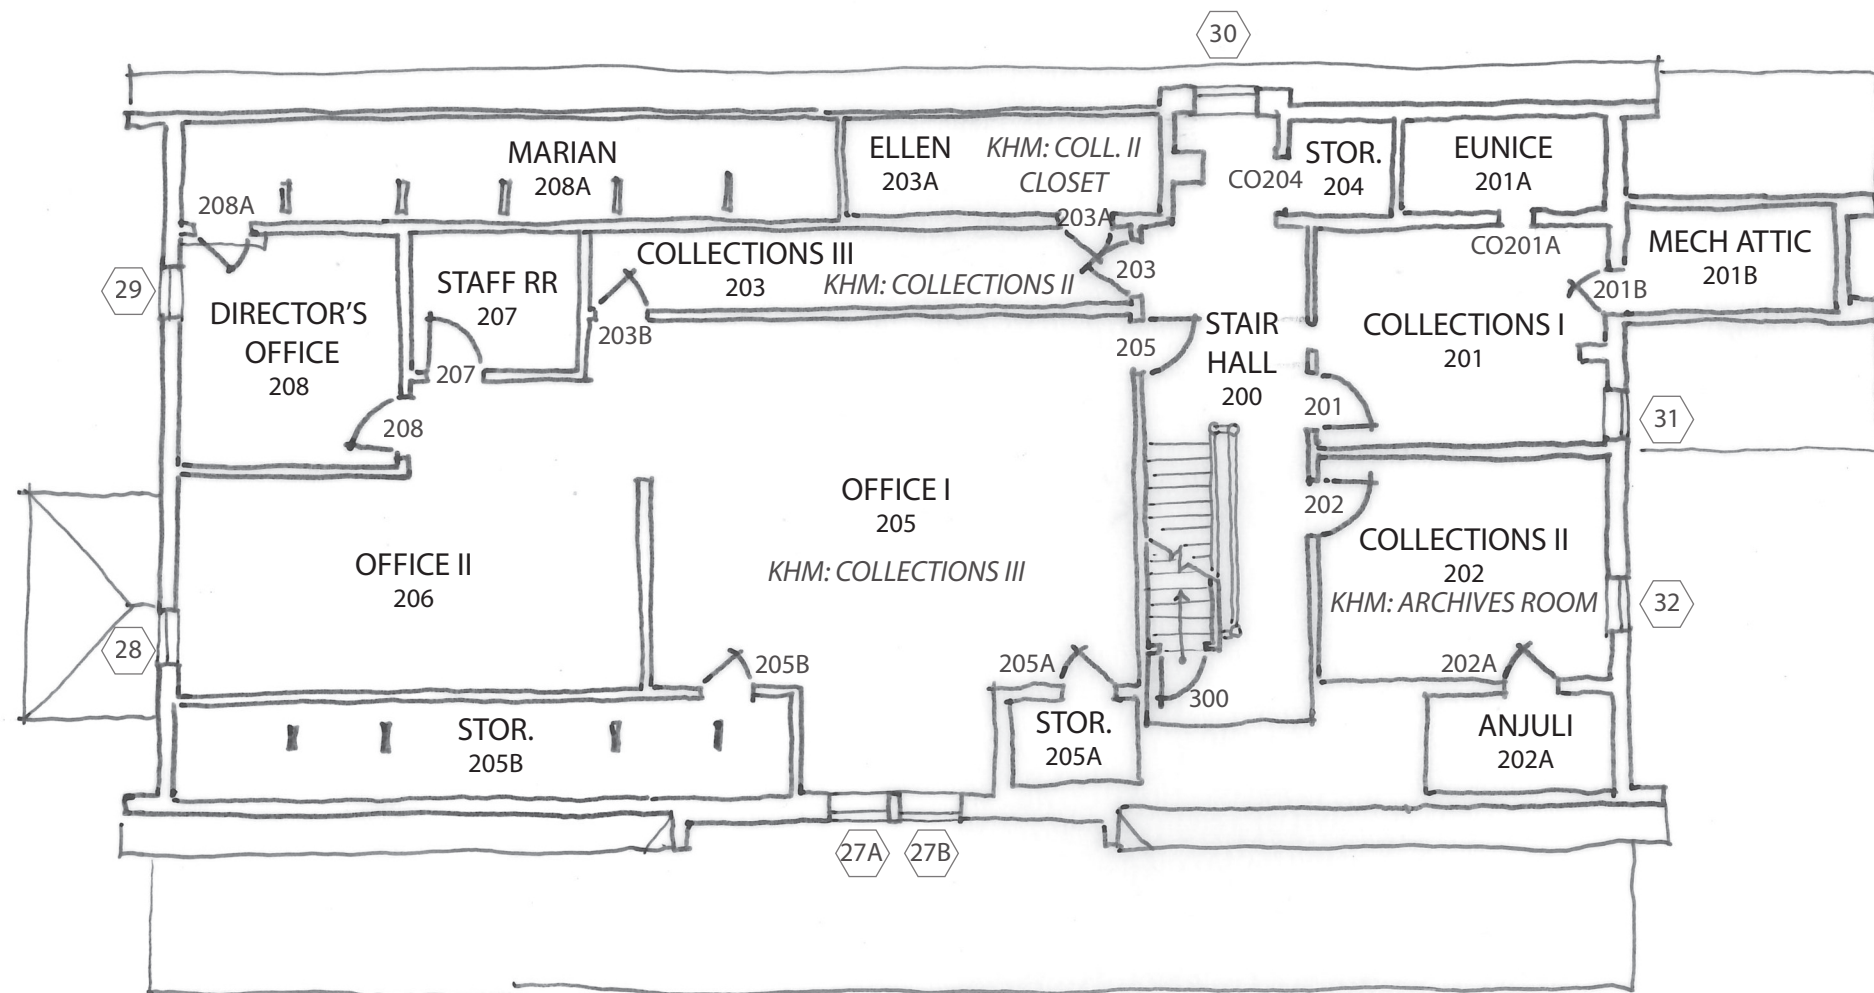 30
MARIAN
208A
ELLEN
203A
KHM: COLL. II
CLOSET
203A
CO204
STOR.
204
EUNICE
201A
208A
CO201A
MECH ATTIC
201B
201B
29
DIRECTOR'S
OFFICE
208
STAFF RR
207
207
COLLECTIONS III
203
KHM: COLLECTIONS II
203
203B
205
STAIR
HALL
200
COLLECTIONS I
201
201
31
208
OFFICE I
205
KHM: COLLECTIONS III
OFFICE II
206
202
COLLECTIONS II
202
KHM: ARCHIVES ROOM
32
28
205B
205A
202A
300
STOR.
205B
STOR.
205A
ANJULI
202A
27A
27B